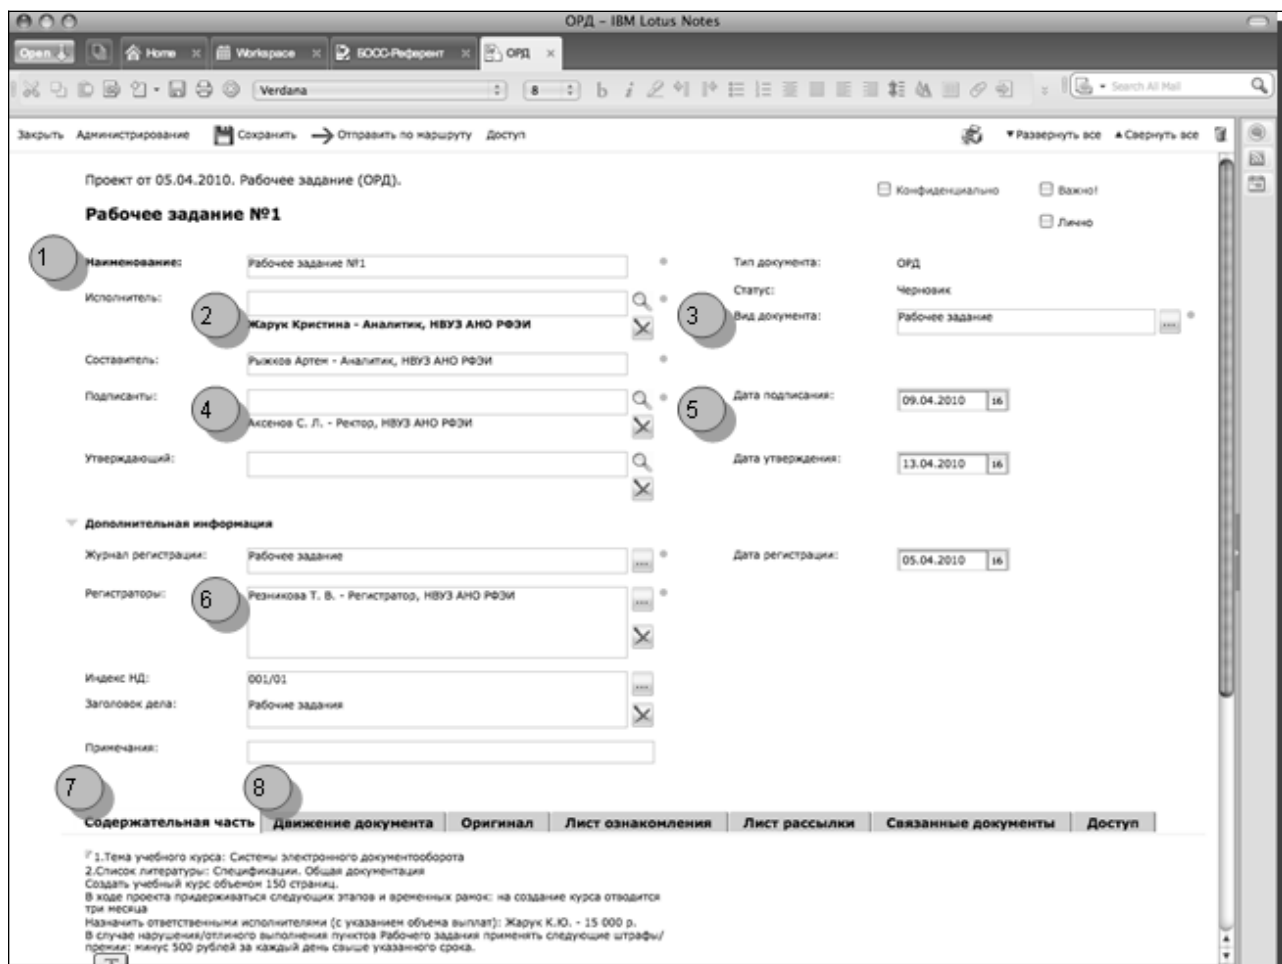 ОРД – IBM Lotus Notes
Open Home Workspace БОСС-Референт ОРД
Verdana 8 b i Search All Mail
Закрыть Администрирование Сохранить Отправить по маршруту Доступ ▼Развернуть все ▲Свернуть все
Проект от 05.04.2010. Рабочее задание (ОРД).
Конфиденциально Важно!
Рабочее задание №1
Лично
1 Наименование: Рабочее задание №1 Тип документа: ОРД
Исполнитель: Статус: Черновик
2 Жарук Кристина - Аналитик, НВУЗ АНО РФЭИ 3 Вид документа: Рабочее задание ...
Составитель: Рыжков Артем - Аналитик, НВУЗ АНО РФЭИ
Подписанты: 5 Дата подписания: 09.04.2010 16
4 Аксенов С. Л. - Ректор, НВУЗ АНО РФЭИ
Утверждающий: Дата утверждения: 13.04.2010 16
Дополнительная информация
Журнал регистрации: Рабочее задание ... Дата регистрации: 05.04.2010 16
Регистраторы: 6 Резникова Т. В. - Регистратор, НВУЗ АНО РФЭИ ...
Индекс НД: 001/01 ...
Заголовок дела: Рабочие задания
Примечания:
7 8
Содержательная часть Движение документа Оригинал Лист ознакомления Лист рассылки Связанные документы Доступ
1.Тема учебного курса: Системы электронного документооборота
2.Список литературы: Спецификации. Общая документация
Создать учебный курс объемом 150 страниц.
В ходе проекта придерживаться следующих этапов и временных рамок: на создание курса отводится
три месяца
Назначить ответственными исполнителями (с указанием объема выплат): Жарук К.Ю. - 15 000 р.
В случае нарушения/отличого выполнения пунктов Рабочего задания применять следующие штрафы/
премии: минус 500 рублей за каждый день свыше указанного срока.
T